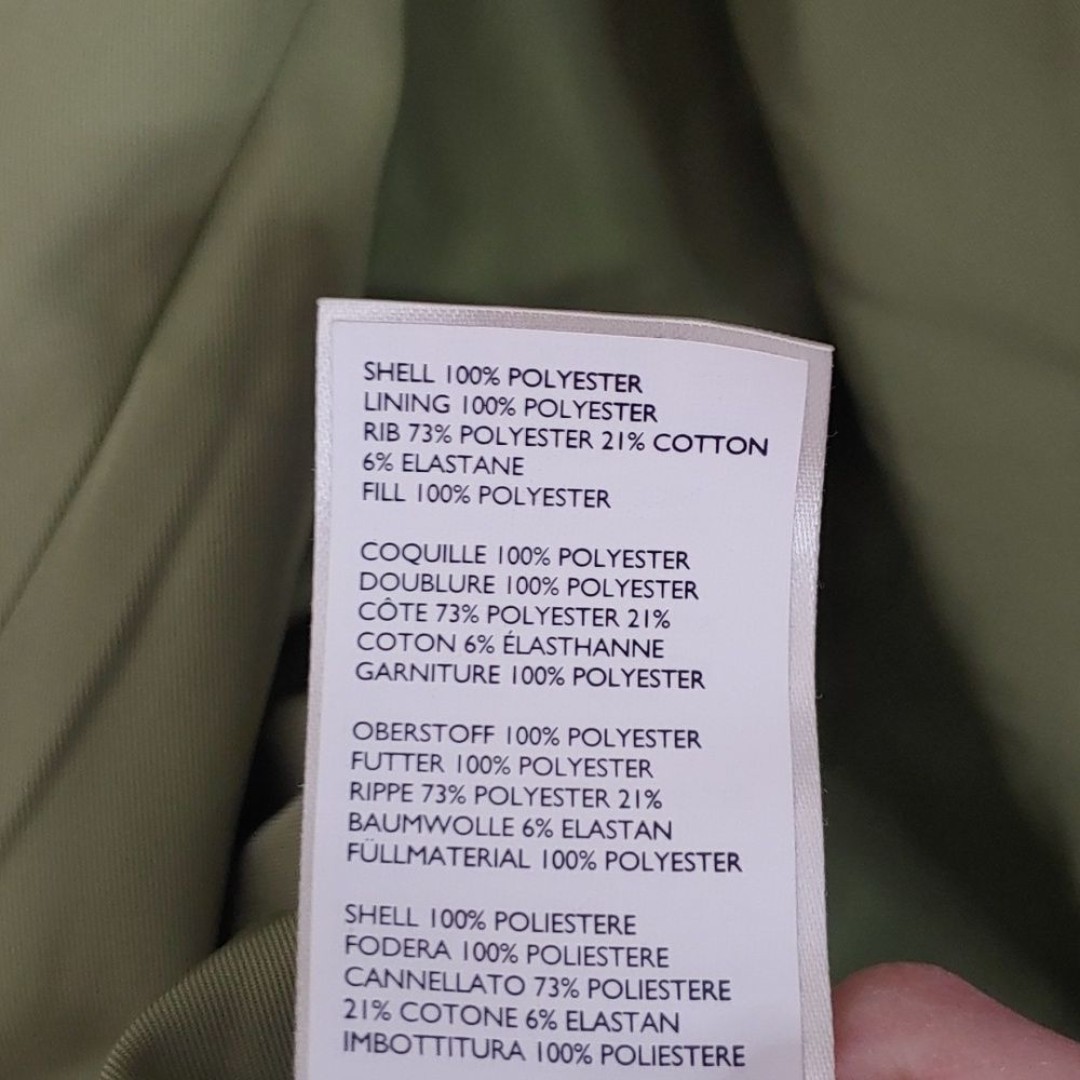 SHELL 100% POLYESTER
LINING 100% POLYESTER
RIB 73% POLYESTER 21% COTTON
6% ELASTANE
FILL 100% POLYESTER
COQUILLE 100% POLYESTER
DOUBLURE 100% POLYESTER
CÔTE 73% POLYESTER 21%
COTON 6% ÉLASTHANNE
GARNITURE 100% POLYESTER
OBERSTOFF 100% POLYESTER
FUTTER 100% POLYESTER
RIPPE 73% POLYESTER 21%
BAUMWOLLE 6% ELASTAN
FÜLLMATERIAL 100% POLYESTER
SHELL 100% POLIESTERE
FODERA 100% POLIESTERE
CANNELLATO 73% POLIESTERE
21% COTONE 6% ELASTAN
IMBOTTITURA 100% POLIESTERE